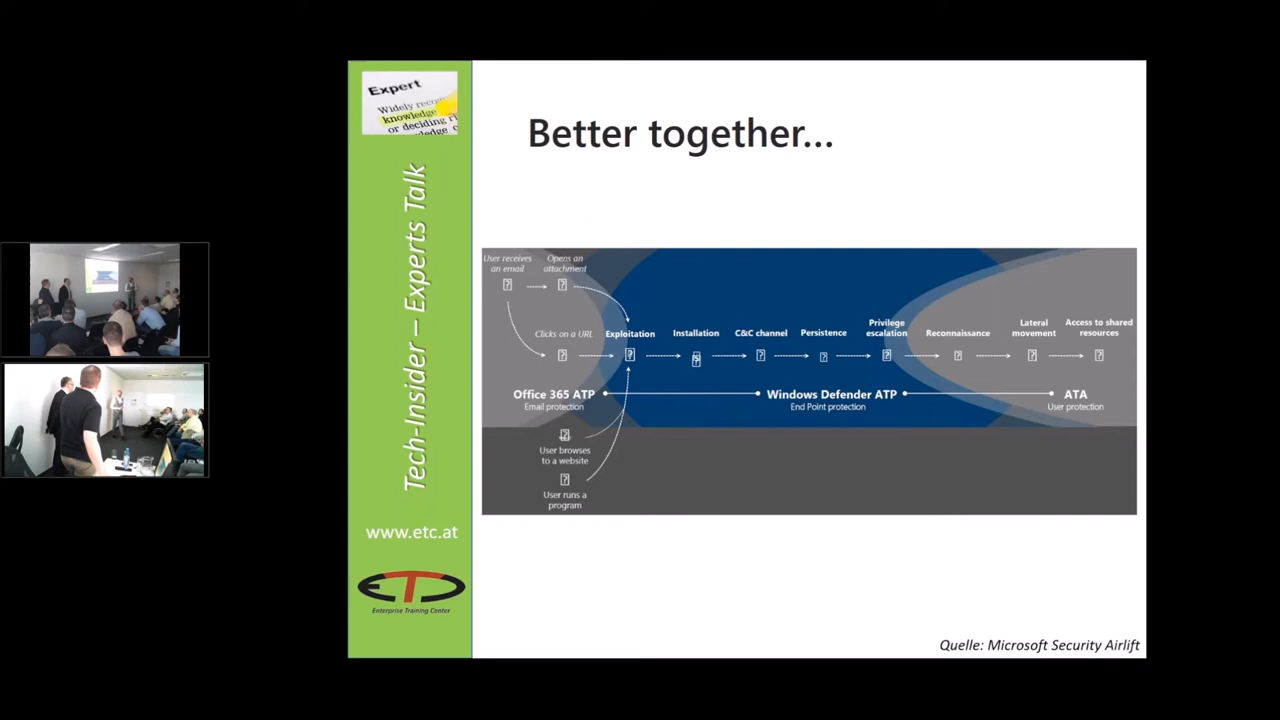 Expert
Widely
knowledge
or deciding
Tech-Insider – Experts Talk
www.etc.at
ETC
Enterprise Training Center
Better together...
User receives
an email
Opens an
attachment
Clicks on a URL
Exploitation
Installation
C&C channel
Persistence
Privilege
escalation
Reconnaissance
Lateral
movement
Access to shared
resources
Office 365 ATP
Email protection
Windows Defender ATP
End Point protection
ATA
User protection
User browses
to a website
User runs a
program
Quelle: Microsoft Security Airlift